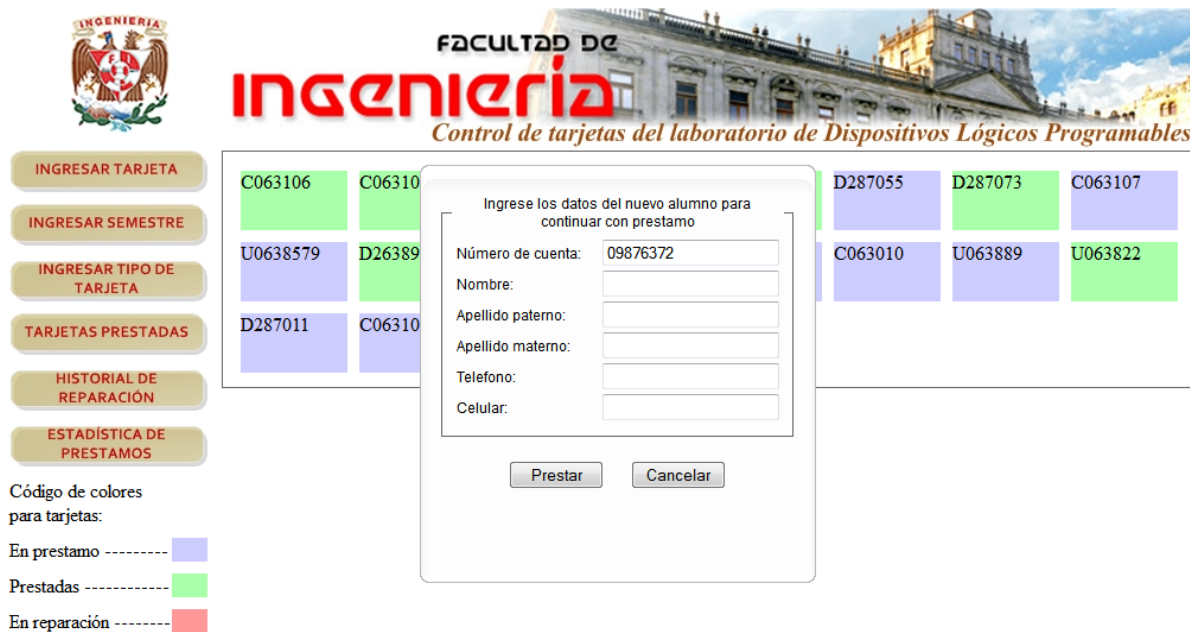 INGENIERIA
FACULTAD DE
INGENIERÍA
Control de tarjetas del laboratorio de Dispositivos Lógicos Programables
INGRESAR TARJETA
INGRESAR SEMESTRE
INGRESAR TIPO DE
TARJETA
TARJETAS PRESTADAS
HISTORIAL DE
REPARACIÓN
ESTADÍSTICA DE
PRESTAMOS
Código de colores
para tarjetas:
En prestamo ---------
Prestadas ------------
En reparación --------
C063106 C06310 D287055 D287073 C063107
U0638579 D26389 C063010 U063889 U063822
D287011 C06310
Ingrese los datos del nuevo alumno para
continuar con prestamo
Número de cuenta: 09876372
Nombre:
Apellido paterno:
Apellido materno:
Telefono:
Celular:
Prestar Cancelar